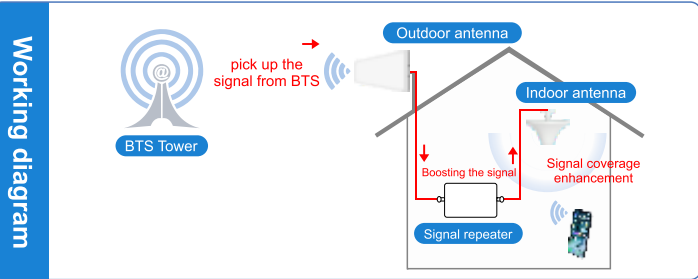 Working diagram
Outdoor antenna
pick up the
signal from BTS
@
Indoor antenna
BTS Tower
Boosting the signal
Signal coverage
enhancement
Signal repeater